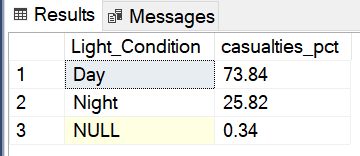 Results Messages
Light_Condition casualties_pct
1 Day 73.84
2 Night 25.82
3 NULL 0.34